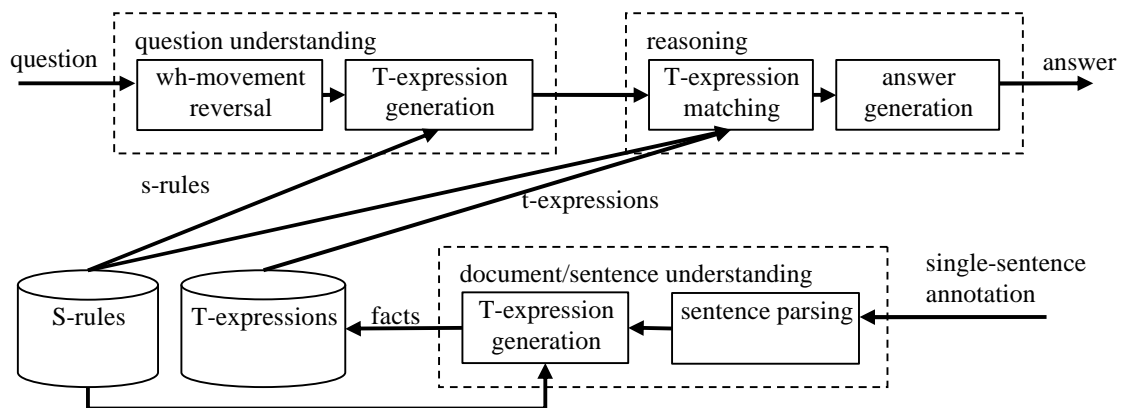 question understanding
reasoning
question
wh-movement
reversal
T-expression
generation
T-expression
matching
answer
generation
answer
s-rules
t-expressions
document/sentence understanding
single-sentence
annotation
S-rules
T-expressions
facts
T-expression
generation
sentence parsing